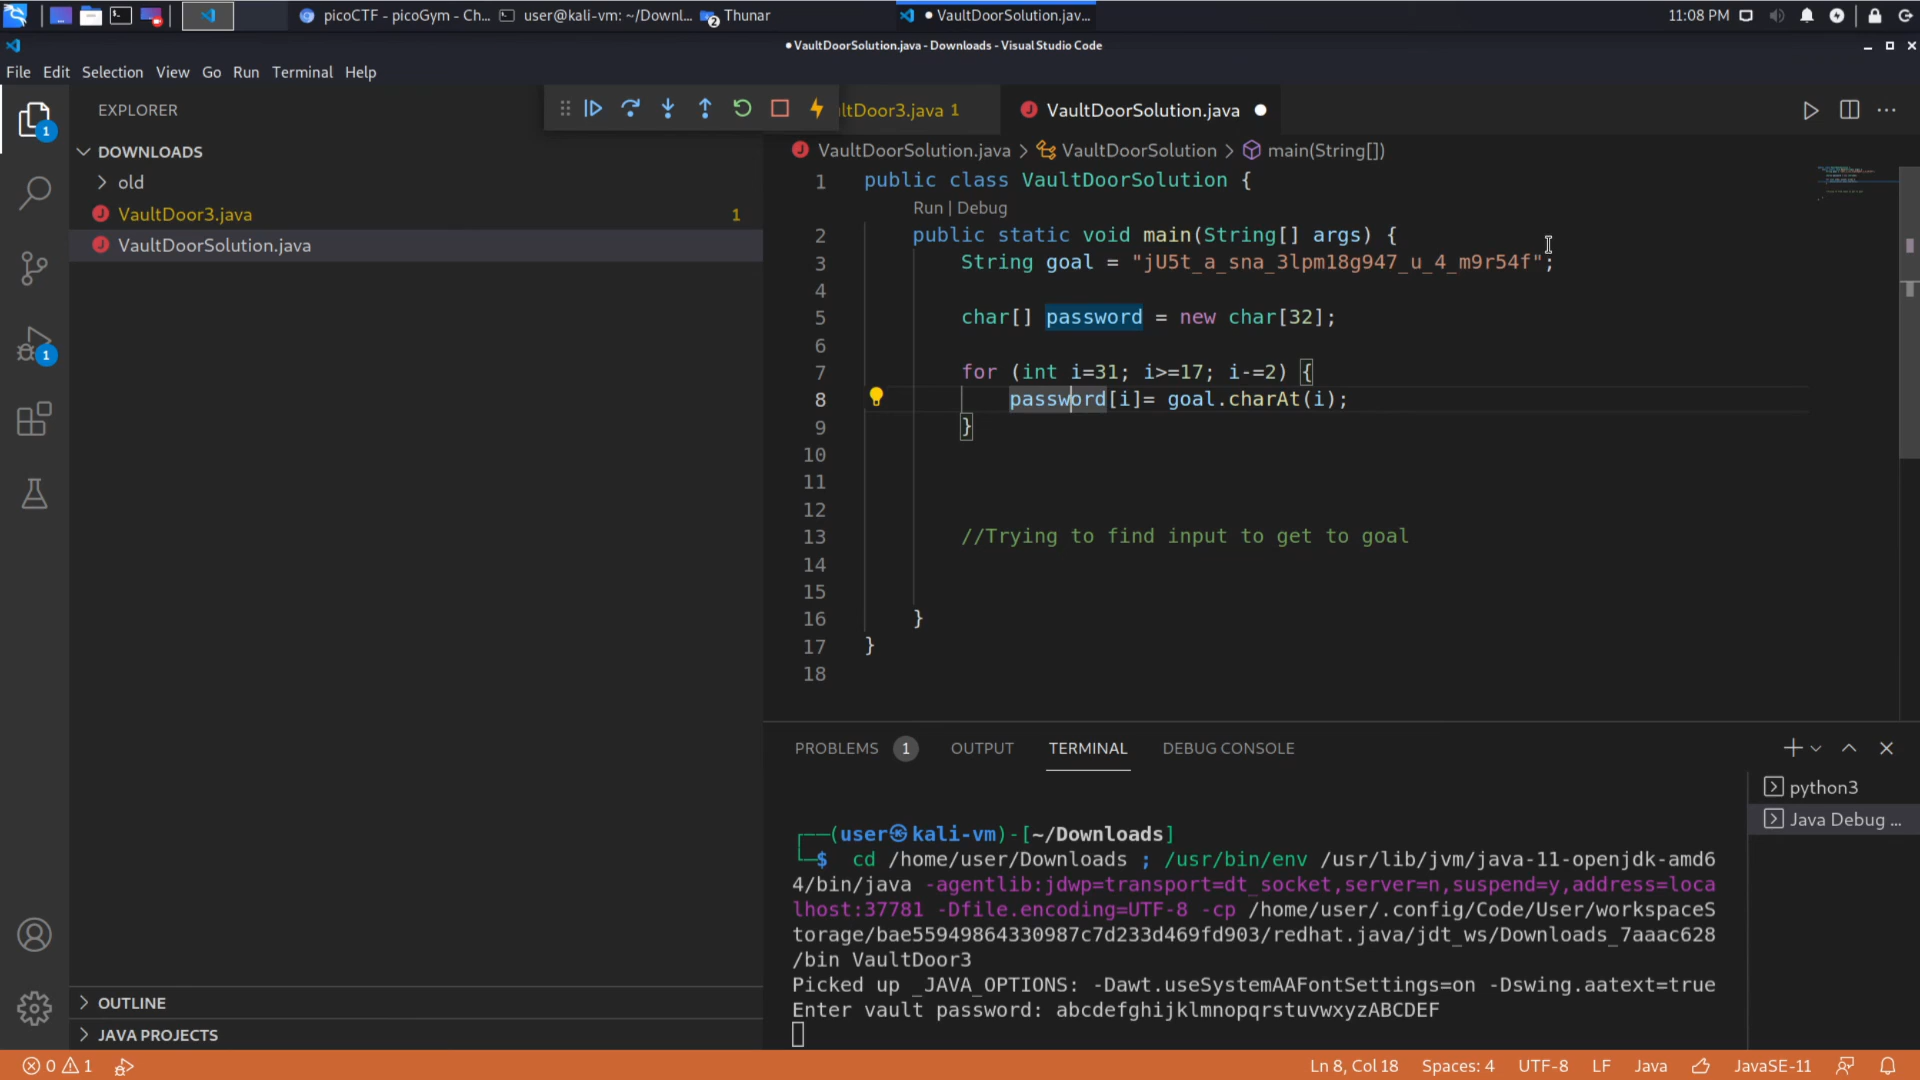 picoCTF - picoGym - Ch...
user@kali-vm: ~/Downl...
2
Thunar
● VaultDoorSolution.jav...
11:08 PM
● VaultDoorSolution.java - Downloads - Visual Studio Code
File Edit Selection View Go Run Terminal Help
1
EXPLORER
DOWNLOADS
old
VaultDoor3.java 1
VaultDoorSolution.java
1
OUTLINE
JAVA PROJECTS
ltDoor3.java 1
VaultDoorSolution.java ●
VaultDoorSolution.java > VaultDoorSolution > main(String[])
1 public class VaultDoorSolution {
Run | Debug
2 public static void main(String[] args) {
3 String goal = "jU5t_a_sna_3lpm18g947_u_4_m9r54f";
4
5 char[] password = new char[32];
6
7 for (int i=31; i>=17; i-=2) {
8 password[i]= goal.charAt(i);
9 }
10
11
12
13 //Trying to find input to get to goal
14
15
16 }
17 }
18
PROBLEMS 1 OUTPUT TERMINAL DEBUG CONSOLE
python3
Java Debug ...
┌──(user㉿kali-vm)-[~/Downloads]
└─$ cd /home/user/Downloads ; /usr/bin/env /usr/lib/jvm/java-11-openjdk-amd6
4/bin/java -agentlib:jdwp=transport=dt_socket,server=n,suspend=y,address=loca
lhost:37781 -Dfile.encoding=UTF-8 -cp /home/user/.config/Code/User/workspaceS
torage/bae55949864330987c7d233d469fd903/redhat.java/jdt_ws/Downloads_7aaac628
/bin VaultDoor3
Picked up _JAVA_OPTIONS: -Dawt.useSystemAAFontSettings=on -Dswing.aatext=true
Enter vault password: abcdefghijklmnopqrstuvwxyzABCDEF
0 1
Ln 8, Col 18 Spaces: 4 UTF-8 LF Java JavaSE-11